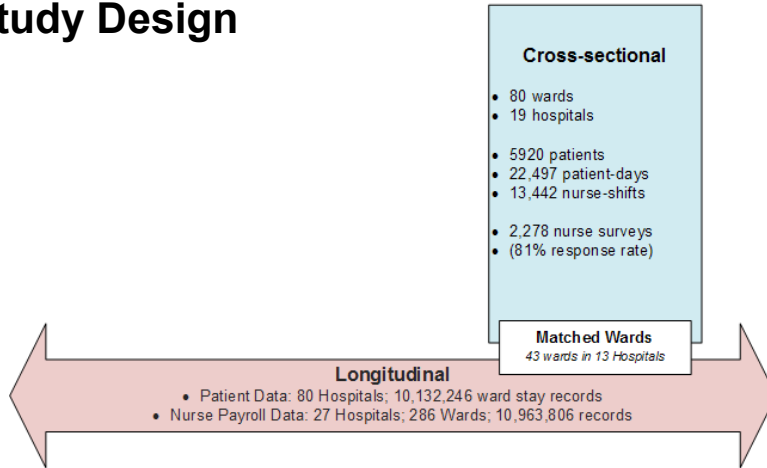 tudy Design
Cross-sectional
• 80 wards
• 19 hospitals
• 5920 patients
• 22,497 patient-days
• 13,442 nurse-shifts
• 2,278 nurse surveys
• (81% response rate)
Matched Wards
43 wards in 13 Hospitals
Longitudinal
• Patient Data: 80 Hospitals; 10,132,246 ward stay records
• Nurse Payroll Data: 27 Hospitals; 286 Wards; 10,963,806 records